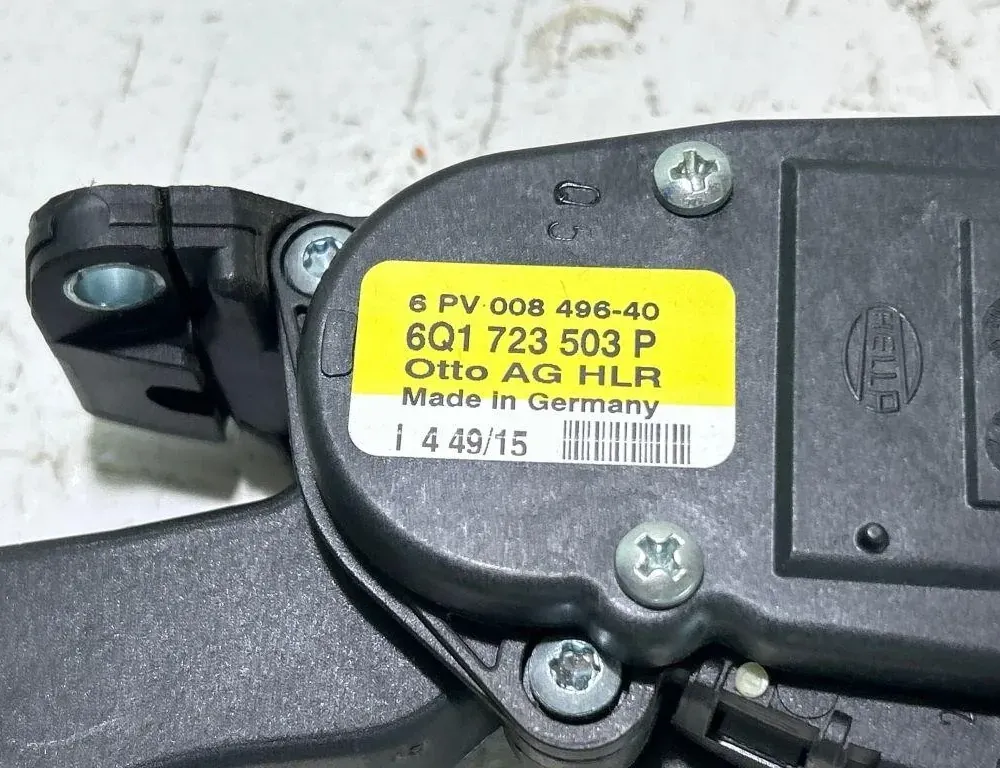 6 PV 008 496-40
6Q1 723 503 P
Otto AG HLR
Made in Germany
I 4 49/15
HELLA